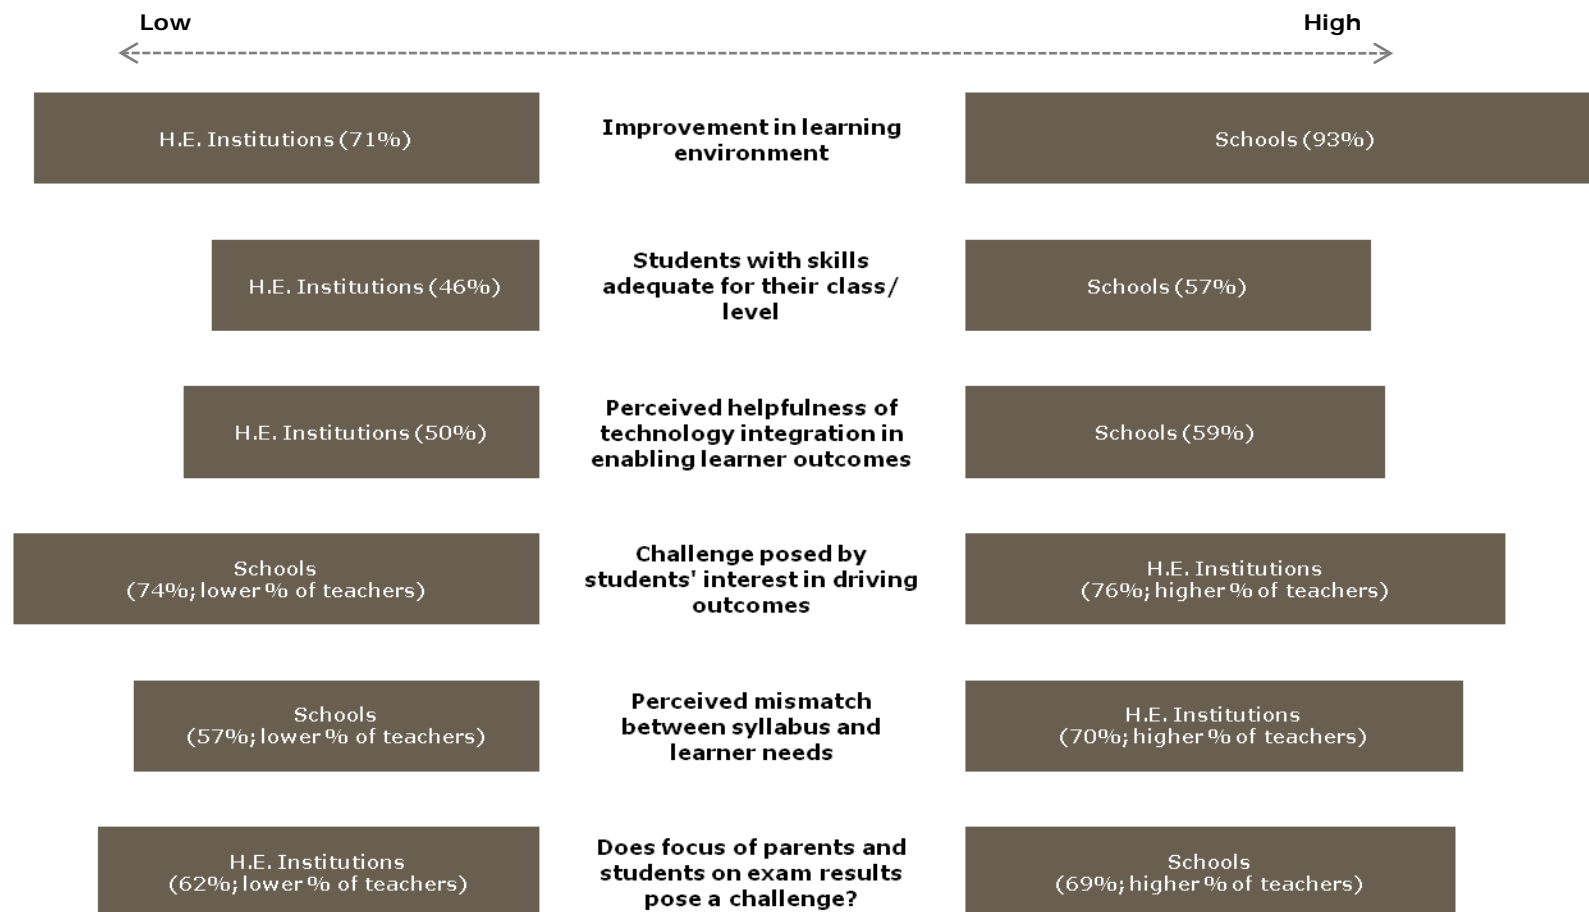 Low
High
H.E. Institutions (71%)
Improvement in learning
environment
Schools (93%)
H.E. Institutions (46%)
Students with skills
adequate for their class/
level
Schools (57%)
H.E. Institutions (50%)
Perceived helpfulness of
technology integration in
enabling learner outcomes
Schools (59%)
Schools
(74%; lower % of teachers)
Challenge posed by
students' interest in driving
outcomes
H.E. Institutions
(76%; higher % of teachers)
Schools
(57%; lower % of teachers)
Perceived mismatch
between syllabus and
learner needs
H.E. Institutions
(70%; higher % of teachers)
H.E. Institutions
(62%; lower % of teachers)
Does focus of parents and
students on exam results
pose a challenge?
Schools
(69%; higher % of teachers)